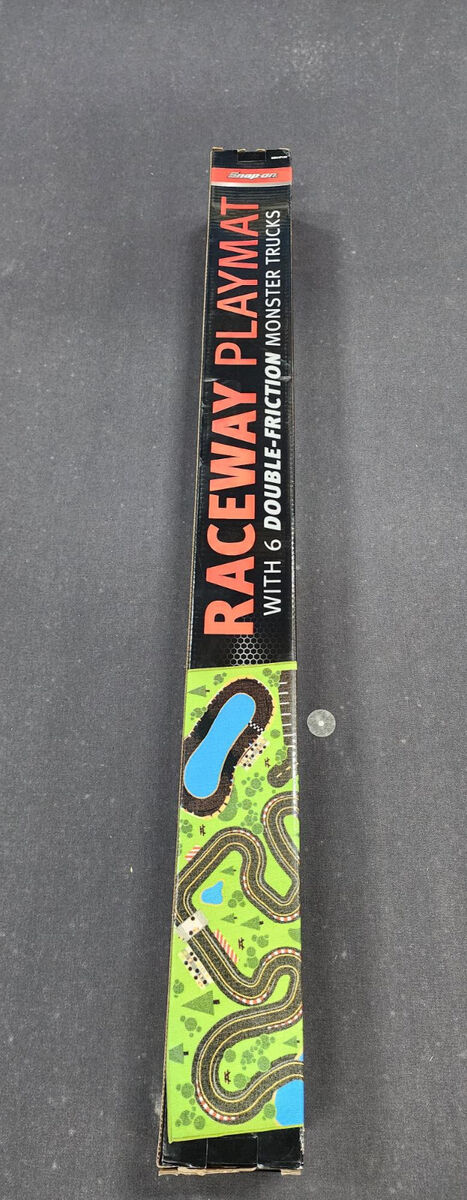 Snap-on
RACEWAY PLAYMAT
WITH 6 DOUBLE-FRICTION MONSTER TRUCKS